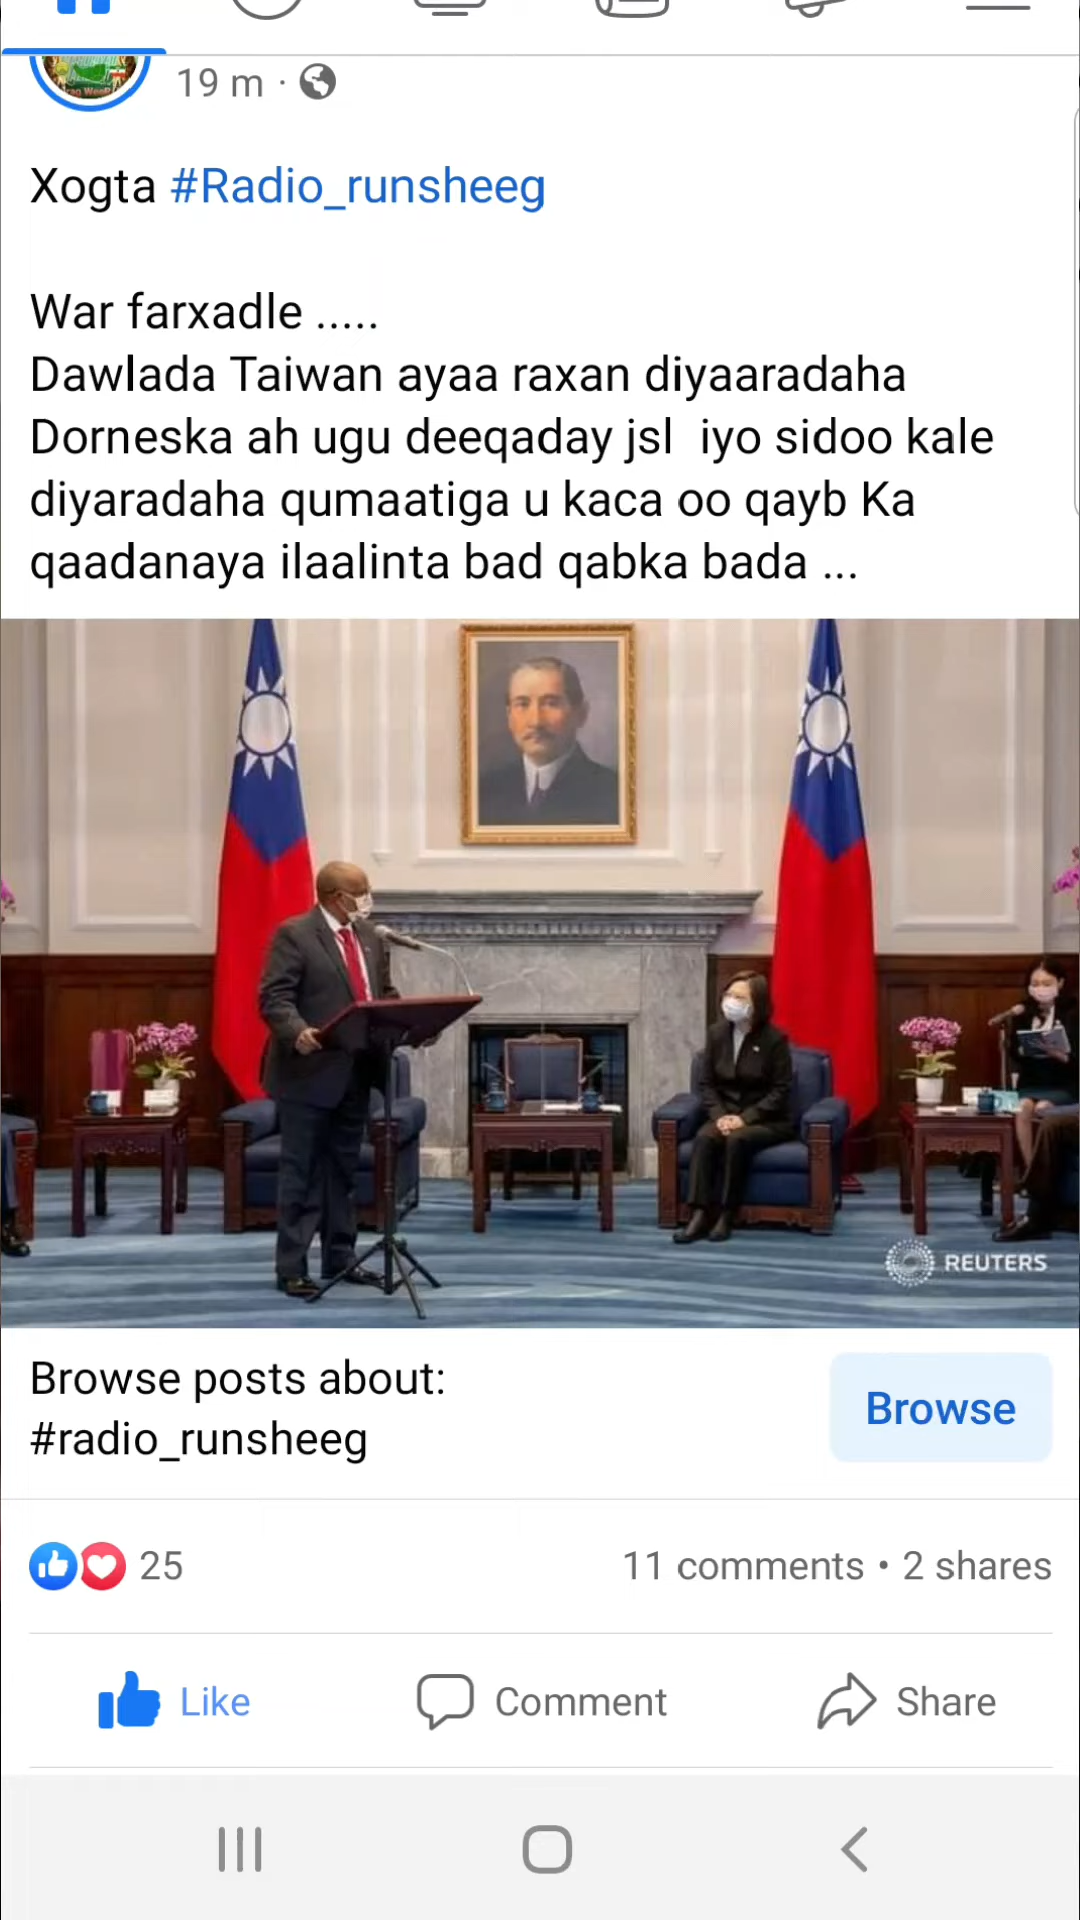 19 m ·
Xogta #Radio_runsheeg
War farxadle .....
Dawlada Taiwan ayaa raxan diyaaradaha
Dorneska ah ugu deeqaday jsl iyo sidoo kale
diyaradaha qumaatiga u kaca oo qayb Ka
qaadanaya ilaalinta bad qabka bada ...
REUTERS
Browse posts about:
#radio_runsheeg
Browse
25
11 comments • 2 shares
Like
Comment
Share